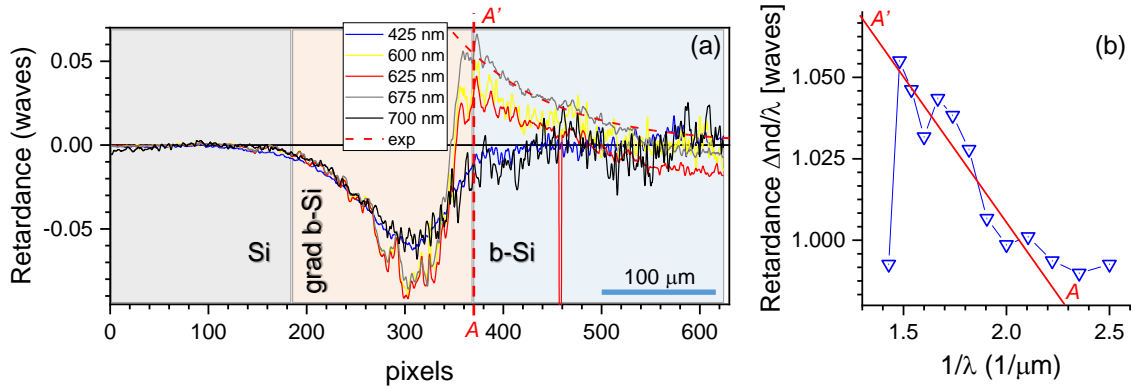 A'
0.05
0.00
-0.05
Retardance (waves)
425 nm
600 nm
625 nm
675 nm
700 nm
exp
(a)
Si
grad b-Si
b-Si
100 μm
0
100
200
300
A
400
500
600
pixels
A'
(b)
1.050
1.025
1.000
Retardance Δnd/λ [waves]
A
1.5
2.0
2.5
1/λ (1/μm)